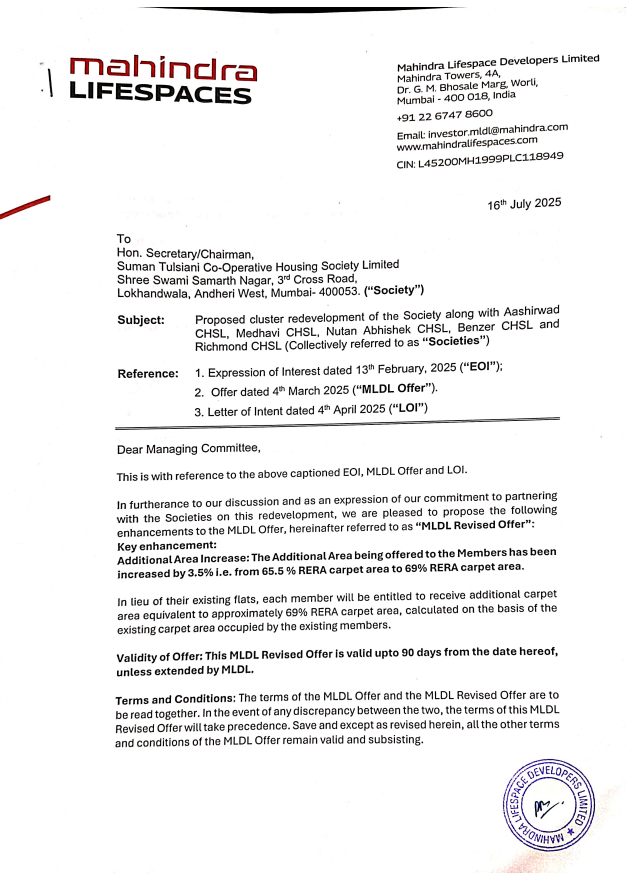 mahindra
LIFESPACES
Mahindra Lifespace Developers Limited
Mahindra Towers, 4A,
Dr. G. M. Bhosale Marg, Worli,
Mumbai - 400 018, India
+91 22 6747 8600
Email: investor.mldl@mahindra.com
www.mahindralifespaces.com
CIN: L45200MH1999PLC118949
16th July 2025
To
Hon. Secretary/Chairman,
Suman Tulsiani Co-Operative Housing Society Limited
Shree Swami Samarth Nagar, 3rd Cross Road,
Lokhandwala, Andheri West, Mumbai- 400053. ("Society")
Subject: Proposed cluster redevelopment of the Society along with Aashirwad
CHSL, Medhavi CHSL, Nutan Abhishek CHSL, Benzer CHSL and
Richmond CHSL (Collectively referred to as "Societies")
Reference: 1. Expression of Interest dated 13th February, 2025 ("EOI");
2. Offer dated 4th March 2025 ("MLDL Offer").
3. Letter of Intent dated 4th April 2025 ("LOI")
Dear Managing Committee,
This is with reference to the above captioned EOI, MLDL Offer and LOI.
In furtherance to our discussion and as an expression of our commitment to partnering
with the Societies on this redevelopment, we are pleased to propose the following
enhancements to the MLDL Offer, hereinafter referred to as "MLDL Revised Offer":
Key enhancement:
Additional Area Increase: The Additional Area being offered to the Members has been
increased by 3.5% i.e. from 65.5 % RERA carpet area to 69% RERA carpet area.
In lieu of their existing flats, each member will be entitled to receive additional carpet
area equivalent to approximately 69% RERA carpet area, calculated on the basis of the
existing carpet area occupied by the existing members.
Validity of Offer: This MLDL Revised Offer is valid upto 90 days from the date hereof,
unless extended by MLDL.
Terms and Conditions: The terms of the MLDL Offer and the MLDL Revised Offer are to
be read together. In the event of any discrepancy between the two, the terms of this MLDL
Revised Offer will take precedence. Save and except as revised herein, all the other terms
and conditions of the MLDL Offer remain valid and subsisting.
MAHINDRA LIFESPACE DEVELOPERS LIMITED